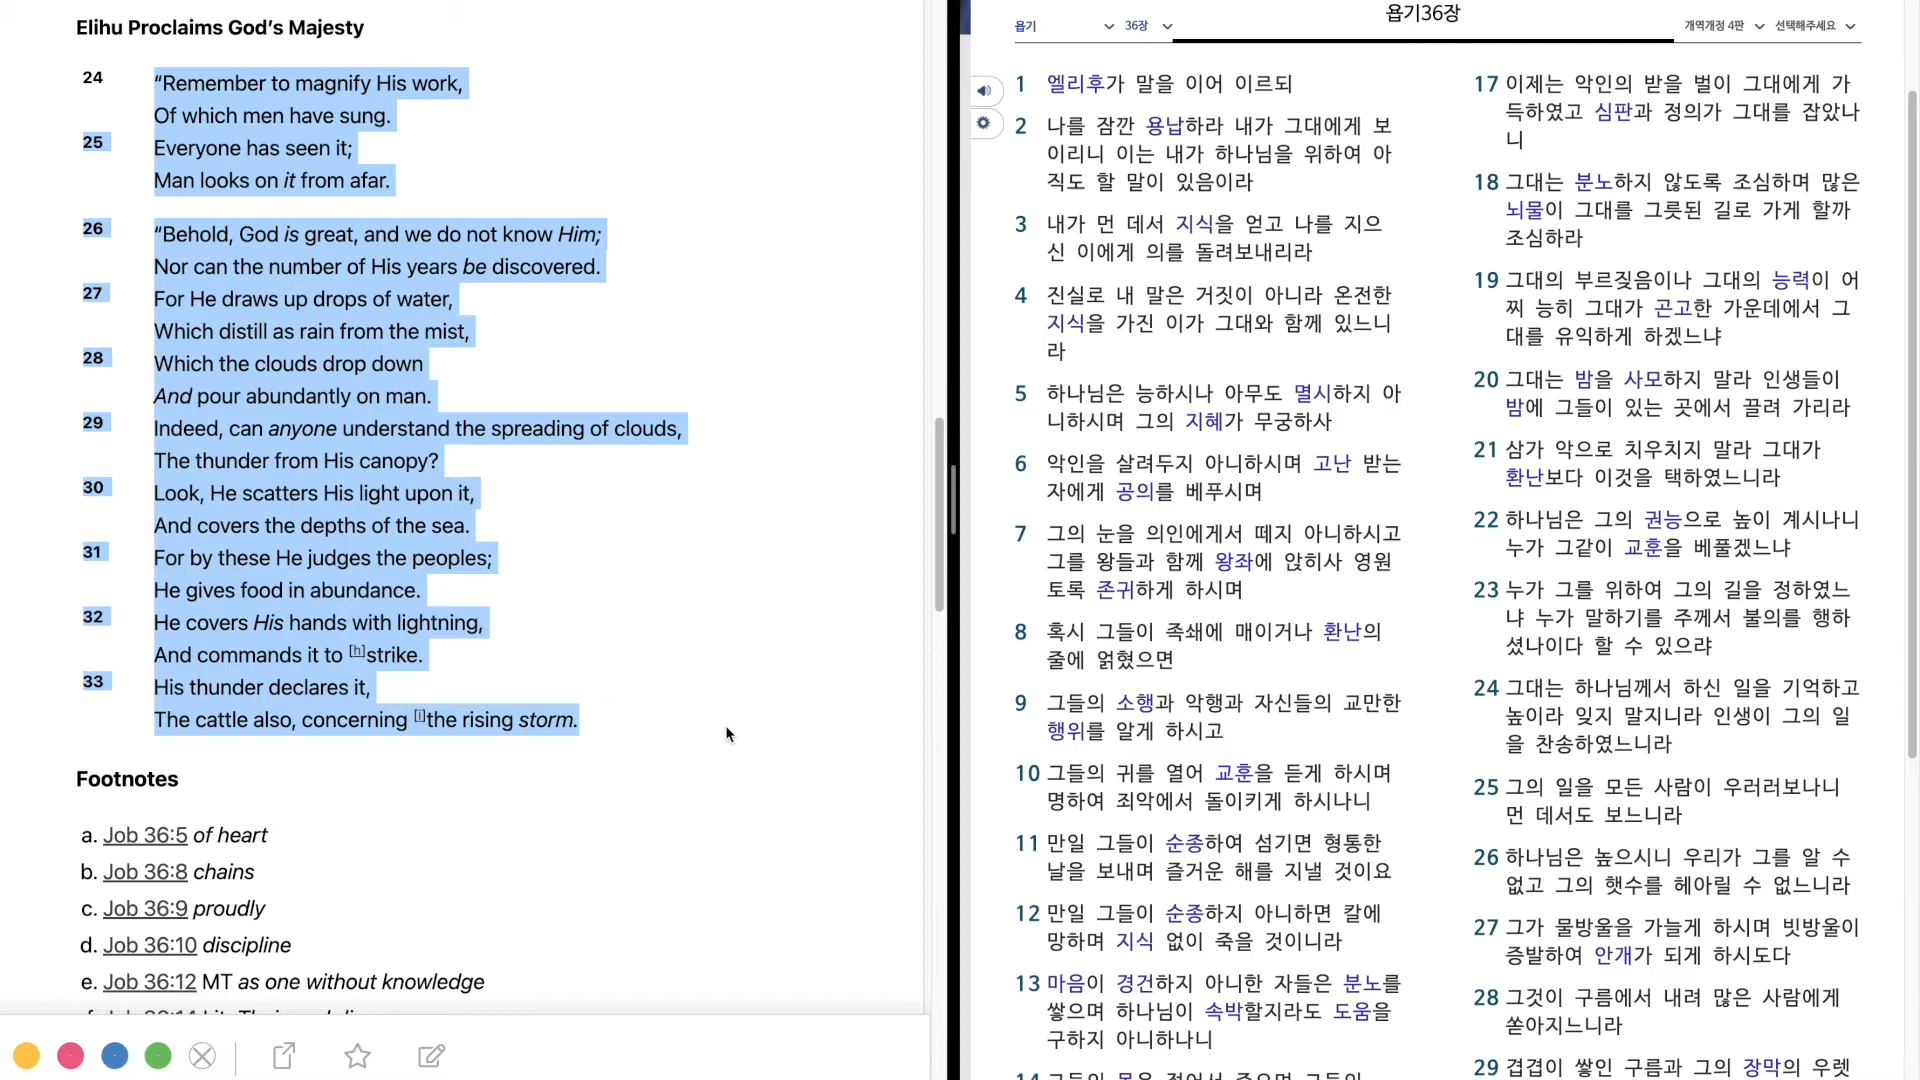 Elihu Proclaims God's Majesty
24 “Remember to magnify His work,
Of which men have sung.
25 Everyone has seen it;
Man looks on it from afar.
26 “Behold, God is great, and we do not know Him;
Nor can the number of His years be discovered.
27 For He draws up drops of water,
Which distill as rain from the mist,
28 Which the clouds drop down
And pour abundantly on man.
29 Indeed, can anyone understand the spreading of clouds,
The thunder from His canopy?
30 Look, He scatters His light upon it,
And covers the depths of the sea.
31 For by these He judges the peoples;
He gives food in abundance.
32 He covers His hands with lightning,
And commands it to [h]strike.
33 His thunder declares it,
The cattle also, concerning [i]the rising storm.
Footnotes
a. Job 36:5 of heart
b. Job 36:8 chains
c. Job 36:9 proudly
d. Job 36:10 discipline
e. Job 36:12 MT as one without knowledge
욥기36장
욥기 36장 개역개정 4판 선택해주세요
1 엘리후가 말을 이어 이르되
2 나를 잠깐 용납하라 내가 그대에게 보
이리니 이는 내가 하나님을 위하여 아
직도 할 말이 있음이라
3 내가 먼 데서 지식을 얻고 나를 지으
신 이에게 의를 돌려보내리라
4 진실로 내 말은 거짓이 아니라 온전한
지식을 가진 이가 그대와 함께 있느니
라
5 하나님은 능하시나 아무도 멸시하지 아
니하시며 그의 지혜가 무궁하사
6 악인을 살려두지 아니하시며 고난 받는
자에게 공의를 베푸시며
7 그의 눈을 의인에게서 떼지 아니하시고
그를 왕들과 함께 왕좌에 앉히사 영원
토록 존귀하게 하시며
8 혹시 그들이 족쇄에 매이거나 환난의
줄에 얽혔으면
9 그들의 소행과 악행과 자신들의 교만한
행위를 알게 하시고
10 그들의 귀를 열어 교훈을 듣게 하시며
명하여 죄악에서 돌이키게 하시나니
11 만일 그들이 순종하여 섬기면 형통한
날을 보내며 즐거운 해를 지낼 것이요
12 만일 그들이 순종하지 아니하면 칼에
망하며 지식 없이 죽을 것이니라
13 마음이 경건하지 아니한 자들은 분노를
쌓으며 하나님이 속박할지라도 도움을
구하지 아니하나니
17 이제는 악인의 받을 벌이 그대에게 가
득하였고 심판과 정의가 그대를 잡았나
니
18 그대는 분노하지 않도록 조심하며 많은
뇌물이 그대를 그릇된 길로 가게 할까
조심하라
19 그대의 부르짖음이나 그대의 능력이 어
찌 능히 그대가 곤고한 가운데에서 그
대를 유익하게 하겠느냐
20 그대는 밤을 사모하지 말라 인생들이
밤에 그들이 있는 곳에서 끌려 가리라
21 삼가 악으로 치우치지 말라 그대가
환난보다 이것을 택하였느니라
22 하나님은 그의 권능으로 높이 계시나니
누가 그같이 교훈을 베풀겠느냐
23 누가 그를 위하여 그의 길을 정하였느
냐 누가 말하기를 주께서 불의를 행하
셨나이다 할 수 있으랴
24 그대는 하나님께서 하신 일을 기억하고
높이라 잊지 말지니라 인생이 그의 일
을 찬송하였느니라
25 그의 일을 모든 사람이 우러러보나니
먼 데서도 보느니라
26 하나님은 높으시니 우리가 그를 알 수
없고 그의 햇수를 헤아릴 수 없느니라
27 그가 물방울을 가늘게 하시며 빗방울이
증발하여 안개가 되게 하시도다
28 그것이 구름에서 내려 많은 사람에게
쏟아지느니라
29 겹겹이 쌓인 구름과 그의 장막의 우렛